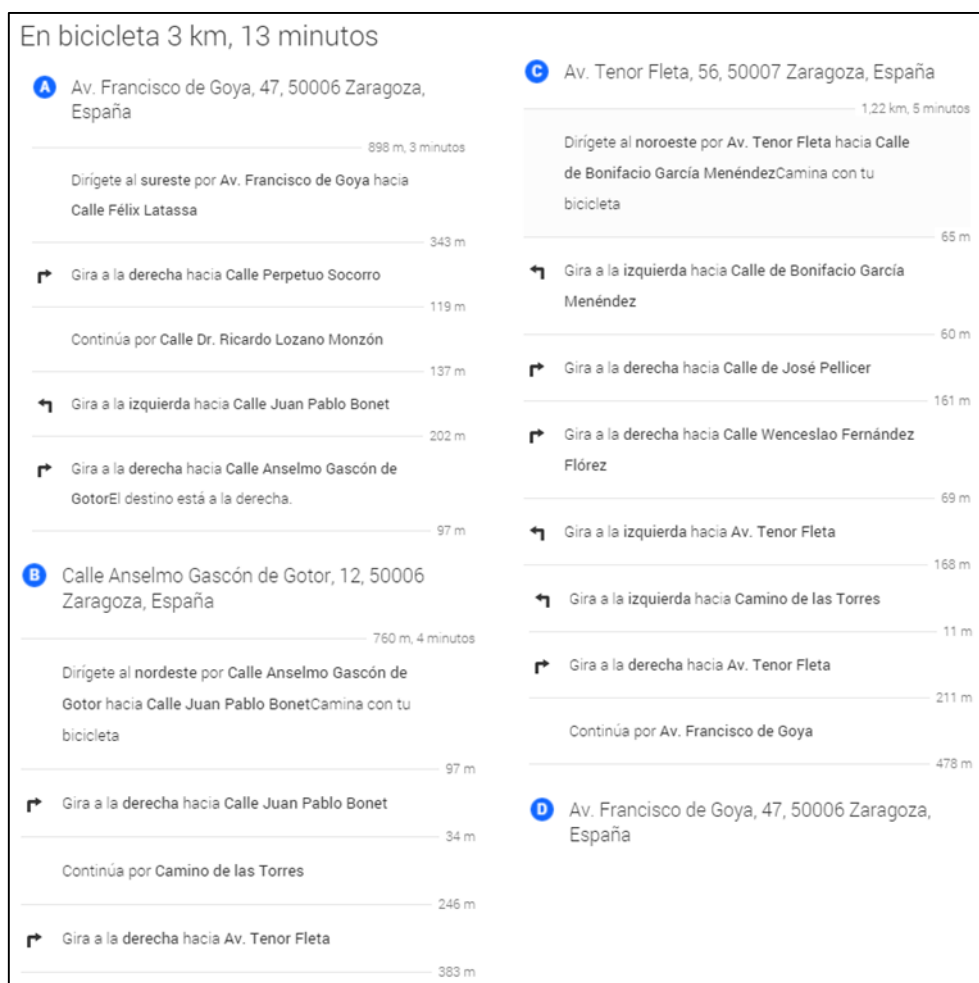 En bicicleta 3 km, 13 minutos
A
Av. Francisco de Goya, 47, 50006 Zaragoza,
España
898 m, 3 minutos
Dirígete al sureste por Av. Francisco de Goya hacia
Calle Félix Latassa
343 m
Gira a la derecha hacia Calle Perpetuo Socorro
119 m
Continúa por Calle Dr. Ricardo Lozano Monzón
137 m
Gira a la izquierda hacia Calle Juan Pablo Bonet
202 m
Gira a la derecha hacia Calle Anselmo Gascón de
GotorEl destino está a la derecha.
97 m
B
Calle Anselmo Gascón de Gotor, 12, 50006
Zaragoza, España
760 m, 4 minutos
Dirígete al nordeste por Calle Anselmo Gascón de
Gotor hacia Calle Juan Pablo BonetCamina con tu
bicicleta
97 m
Gira a la derecha hacia Calle Juan Pablo Bonet
34 m
Continúa por Camino de las Torres
246 m
Gira a la derecha hacia Av. Tenor Fleta
383 m
C
Av. Tenor Fleta, 56, 50007 Zaragoza, España
1,22 km, 5 minutos
Dirígete al noroeste por Av. Tenor Fleta hacia Calle
de Bonifacio García MenéndezCamina con tu
bicicleta
65 m
Gira a la izquierda hacia Calle de Bonifacio García
Menéndez
60 m
Gira a la derecha hacia Calle de José Pellicer
161 m
Gira a la derecha hacia Calle Wenceslao Fernández
Flórez
69 m
Gira a la izquierda hacia Av. Tenor Fleta
168 m
Gira a la izquierda hacia Camino de las Torres
11 m
Gira a la derecha hacia Av. Tenor Fleta
211 m
Continúa por Av. Francisco de Goya
478 m
D
Av. Francisco de Goya, 47, 50006 Zaragoza,
España